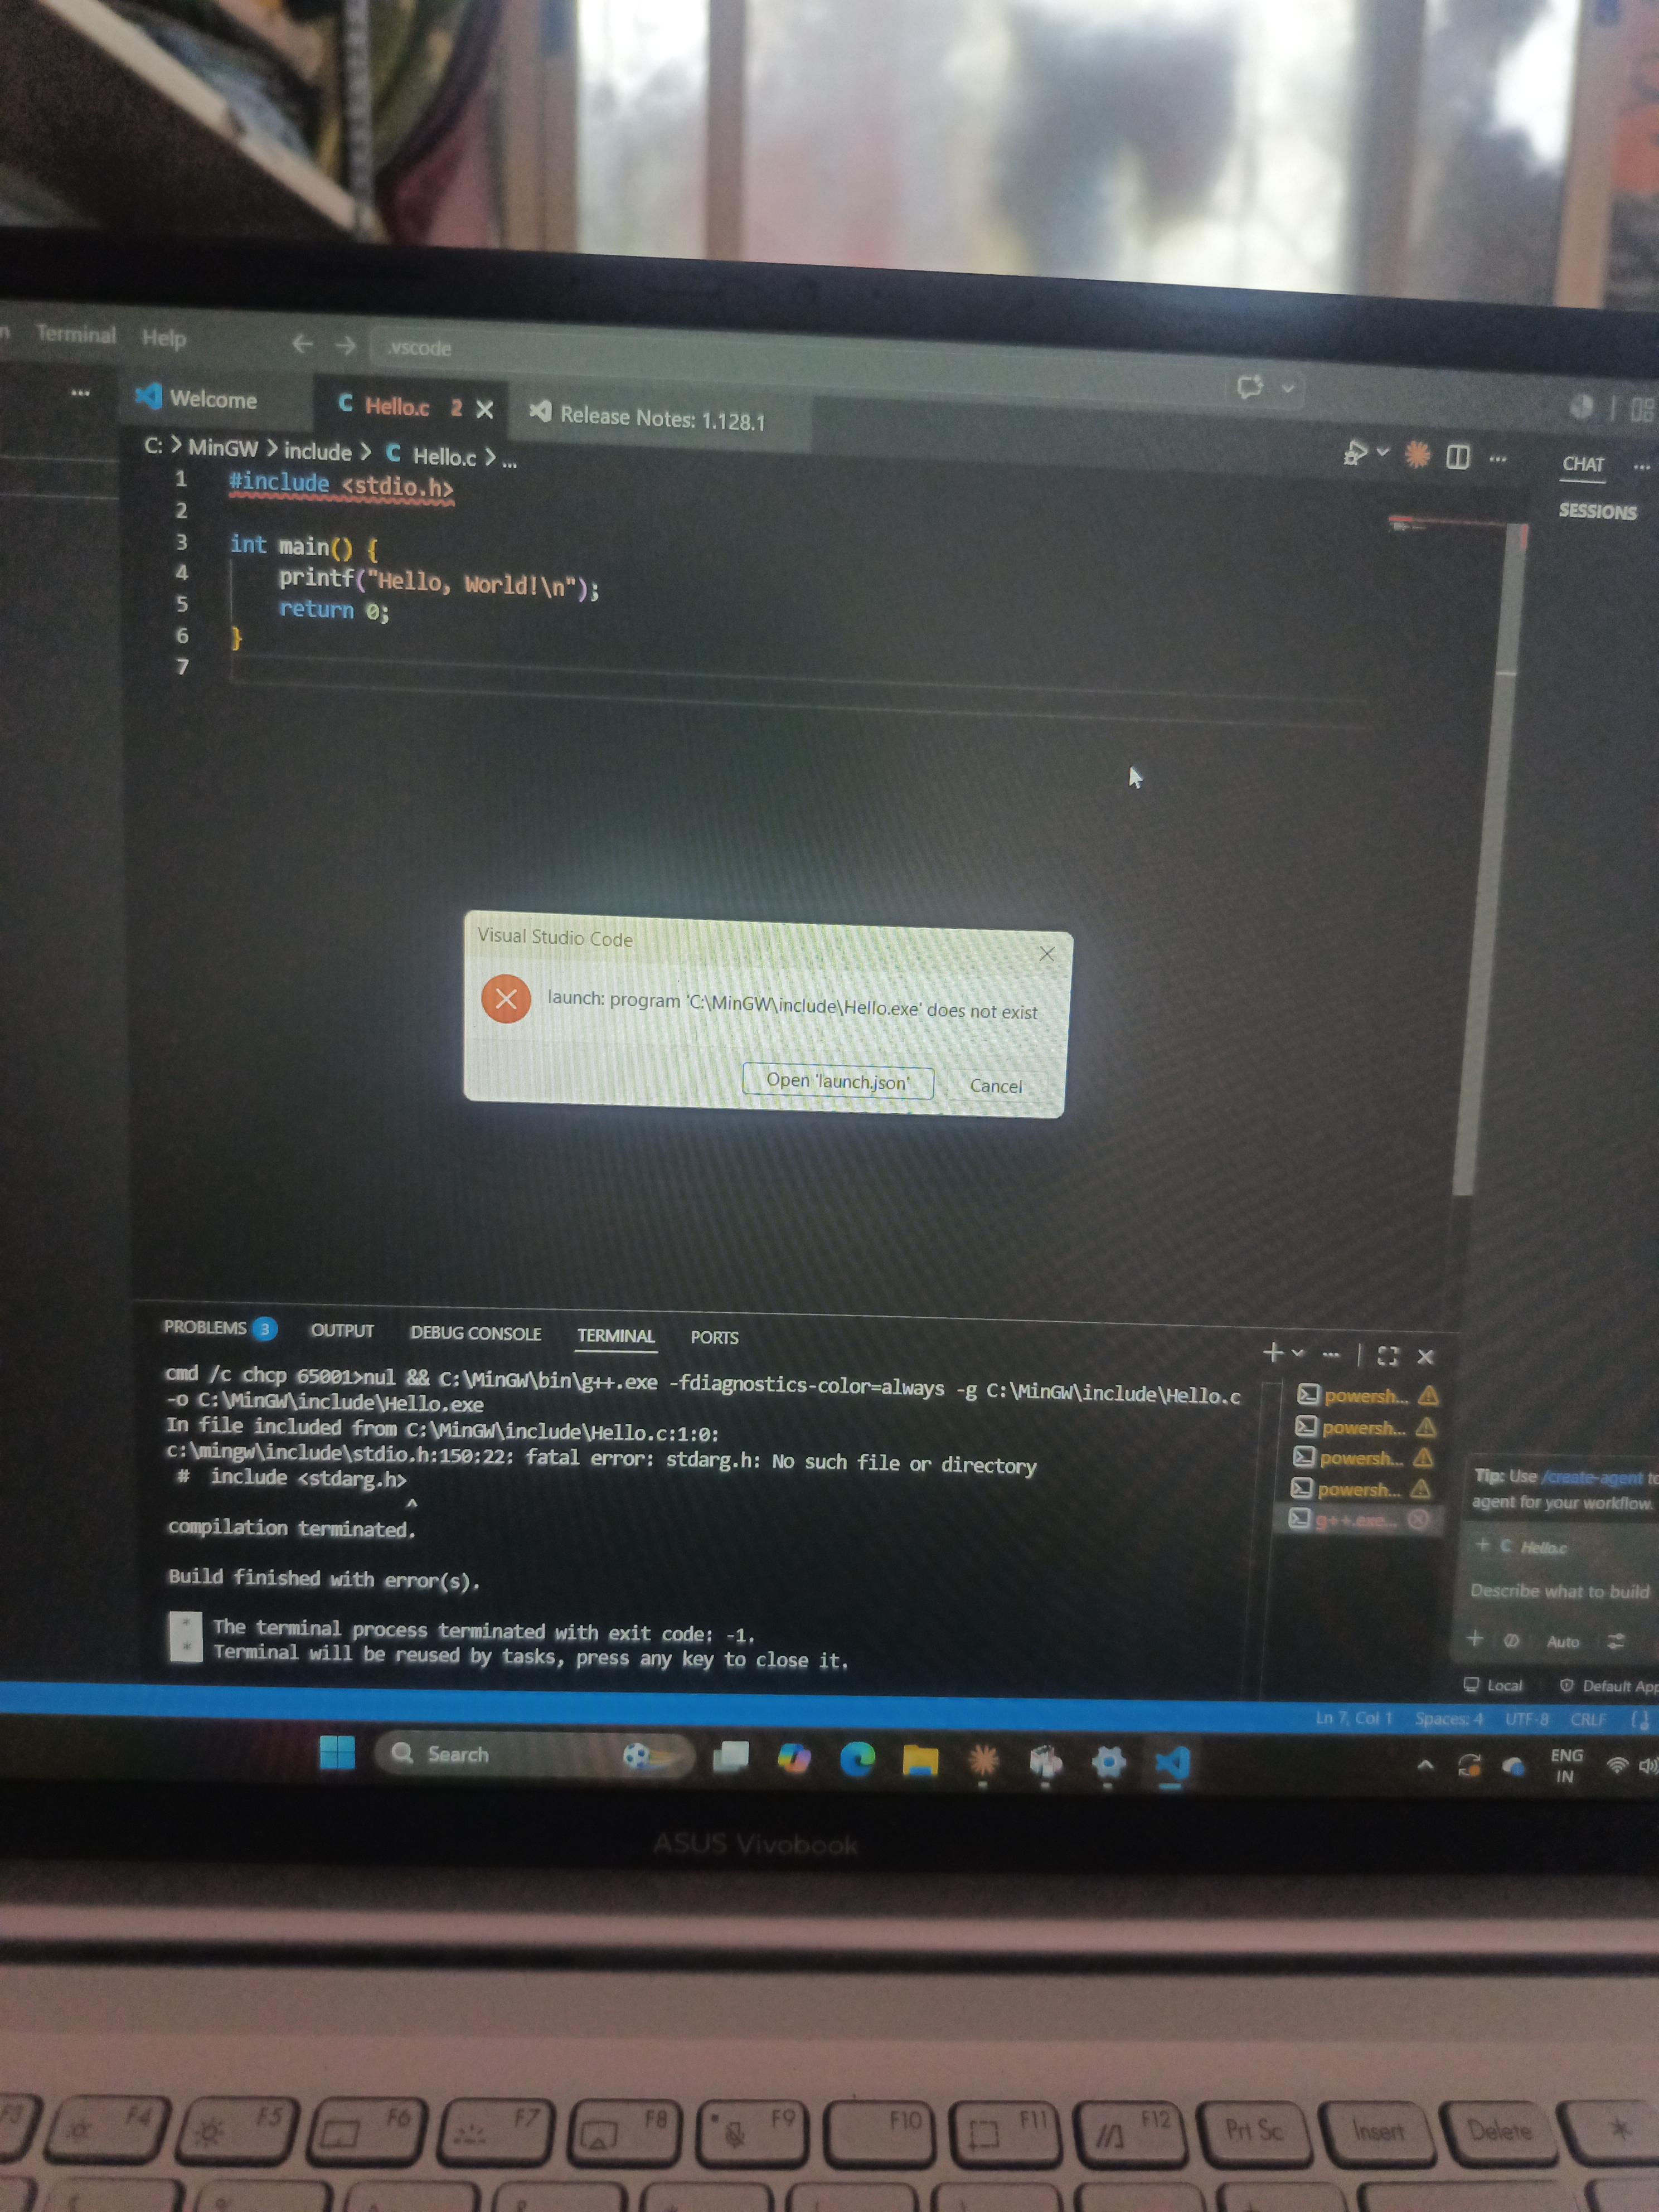 Terminal Help .vscode
Welcome Hello.c 2 Release Notes: 1.128.1
C: > MinGW > include > C Hello.c > ...
1 #include <stdio.h>
2
3 int main() {
4 printf("Hello, World!\n");
5 return 0;
6 }
7
CHAT
SESSIONS
Visual Studio Code
launch: program 'C:\MinGW\include\Hello.exe' does not exist
Open 'launch.json' Cancel
PROBLEMS 3 OUTPUT DEBUG CONSOLE TERMINAL PORTS
cmd /c chcp 65001>nul && C:\MinGW\bin\g++.exe -fdiagnostics-color=always -g C:\MinGW\include\Hello.c
-o C:\MinGW\include\Hello.exe
In file included from C:\MinGW\include\Hello.c:1:0:
c:\mingw\include\stdio.h:150:22: fatal error: stdarg.h: No such file or directory
# include <stdarg.h>
^
compilation terminated.
Build finished with error(s).
* The terminal process terminated with exit code: -1.
* Terminal will be reused by tasks, press any key to close it.
powersh...
powersh...
powersh...
powersh...
g++.exe...
Tip: Use /create-agent to
agent for your workflow.
+ C Hello.c
Describe what to build
Auto
Local Default App
Ln 7, Col 1 Spaces: 4 UTF-8 CRLF {}
Search
ENG
IN
ASUS Vivobook
F3 F4 F5 F6 F7 F8 F9 F10 F11 F12 Prt Sc Insert Delete *